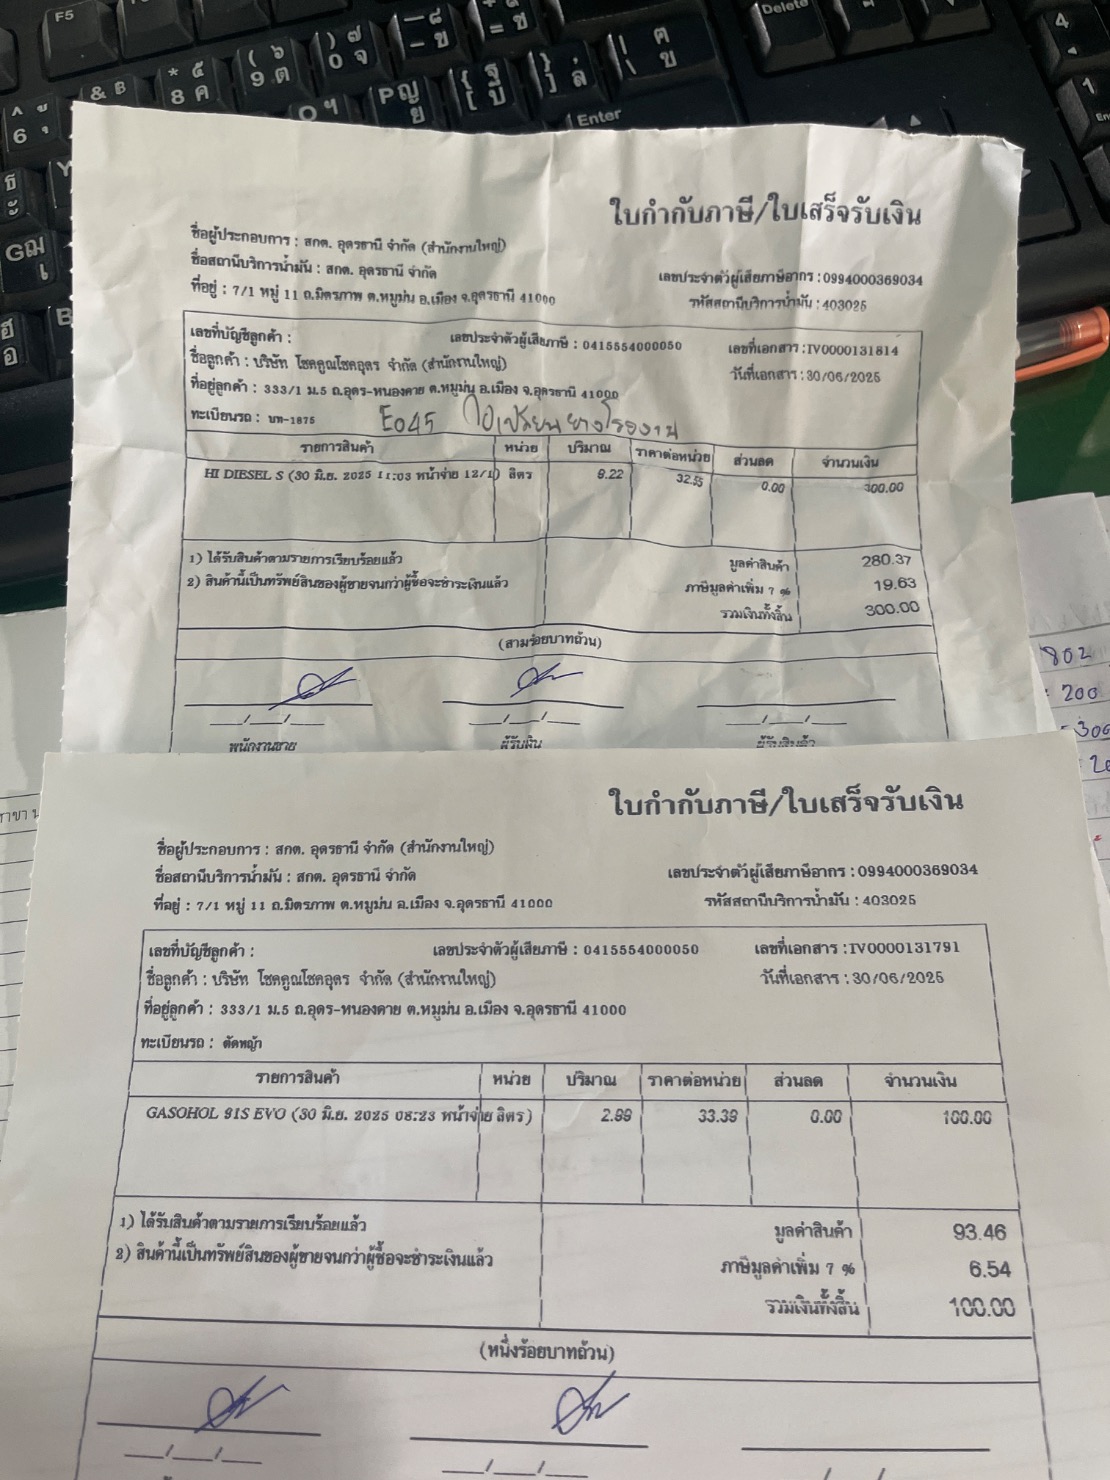 F5
Delete
Enter
ใบกำกับภาษี/ใบเสร็จรับเงิน
ชื่อผู้ประกอบการ : สกต. อุดรธานี จำกัด (สำนักงานใหญ่)
ชื่อสถานีบริการน้ำมัน : สกต. อุดรธานี จำกัด
เลขประจำตัวผู้เสียภาษีอากร : 0994000369034
ที่อยู่ : 7/1 หมู่ 11 ถ.มิตรภาพ ต.หมูม่น อ.เมือง จ.อุดรธานี 41000
รหัสสถานีบริการน้ำมัน : 403025
เลขที่บัญชีลูกค้า : เลขประจำตัวผู้เสียภาษี : 0415554000050 เลขที่เอกสาร : IV0000131814
ชื่อลูกค้า : บริษัท โชคคูณโชคอุดร จำกัด (สำนักงานใหญ่) วันที่เอกสาร : 30/06/2025
ที่อยู่ลูกค้า : 333/1 ม.5 ถ.อุดร-หนองคาย ต.หมูม่น อ.เมือง จ.อุดรธานี 41000
ทะเบียนรถ : บท-1875 E045 ไปเปลี่ยนยางโรงงาน
รายการสินค้า หน่วย ปริมาณ ราคาต่อหน่วย ส่วนลด จำนวนเงิน
HI DIESEL S (30 มิ.ย. 2025 11:03 หน้าจ่าย 12/1) ลิตร 9.22 32.55 0.00 300.00
1) ได้รับสินค้าตามรายการเรียบร้อยแล้ว มูลค่าสินค้า 280.37
2) สินค้านี้เป็นทรัพย์สินของผู้ขายจนกว่าผู้ซื้อจะชำระเงินแล้ว ภาษีมูลค่าเพิ่ม 7 % 19.63
รวมเงินทั้งสิ้น 300.00
(สามร้อยบาทถ้วน)
พนักงานขาย ผู้รับเงิน ผู้รับสินค้า
802
200
ใบกำกับภาษี/ใบเสร็จรับเงิน
ชื่อผู้ประกอบการ : สกต. อุดรธานี จำกัด (สำนักงานใหญ่)
ชื่อสถานีบริการน้ำมัน : สกต. อุดรธานี จำกัด เลขประจำตัวผู้เสียภาษีอากร : 0994000369034
ที่อยู่ : 7/1 หมู่ 11 ถ.มิตรภาพ ต.หมูม่น อ.เมือง จ.อุดรธานี 41000 รหัสสถานีบริการน้ำมัน : 403025
เลขที่บัญชีลูกค้า : เลขประจำตัวผู้เสียภาษี : 0415554000050 เลขที่เอกสาร : IV0000131791
ชื่อลูกค้า : บริษัท โชคคูณโชคอุดร จำกัด (สำนักงานใหญ่) วันที่เอกสาร : 30/06/2025
ที่อยู่ลูกค้า : 333/1 ม.5 ถ.อุดร-หนองคาย ต.หมูม่น อ.เมือง จ.อุดรธานี 41000
ทะเบียนรถ : ตัดหญ้า
รายการสินค้า หน่วย ปริมาณ ราคาต่อหน่วย ส่วนลด จำนวนเงิน
GASOHOL 91S EVO (30 มิ.ย. 2025 08:23 หน้าจ่าย ลิตร) 2.99 33.39 0.00 100.00
1) ได้รับสินค้าตามรายการเรียบร้อยแล้ว มูลค่าสินค้า 93.46
2) สินค้านี้เป็นทรัพย์สินของผู้ขายจนกว่าผู้ซื้อจะชำระเงินแล้ว ภาษีมูลค่าเพิ่ม 7 % 6.54
รวมเงินทั้งสิ้น 100.00
(หนึ่งร้อยบาทถ้วน)